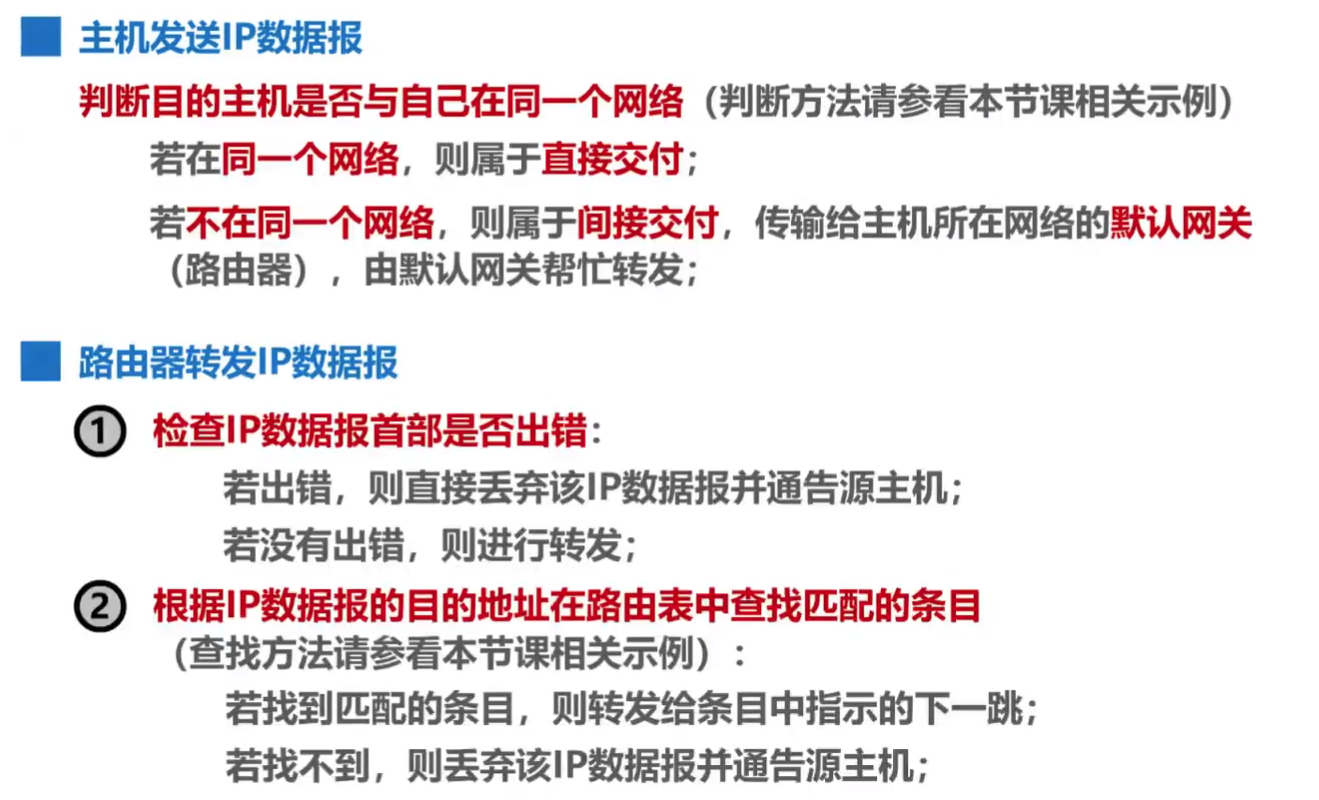 主机发送IP数据报
判断目的主机是否与自己在同一个网络（判断方法请参看本节课相关示例）
若在同一个网络，则属于直接交付；
若不在同一个网络，则属于间接交付，传输给主机所在网络的默认网关
（路由器），由默认网关帮忙转发；
路由器转发IP数据报
① 检查IP数据报首部是否出错：
若出错，则直接丢弃该IP数据报并通告源主机；
若没有出错，则进行转发；
② 根据IP数据报的目的地址在路由表中查找匹配的条目
（查找方法请参看本节课相关示例）：
若找到匹配的条目，则转发给条目中指示的下一跳；
若找不到，则丢弃该IP数据报并通告源主机；